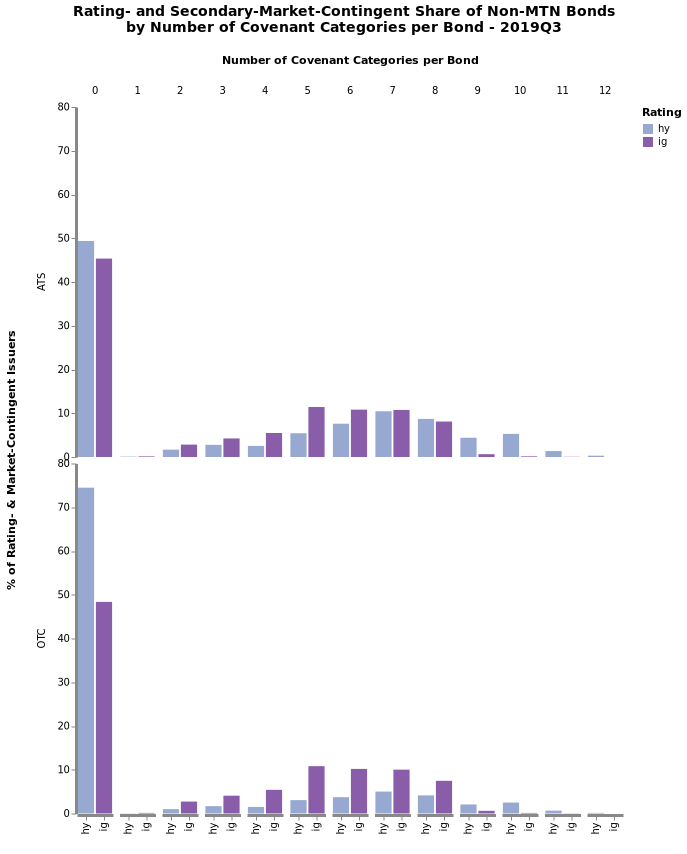 Rating- and Secondary-Market-Contingent Share of Non-MTN Bonds
by Number of Covenant Categories per Bond - 2019Q3
Number of Covenant Categories per Bond
0 1 2 3 4 5 6 7 8 9 10 11 12
Rating
hy
ig
% of Rating- & Market-Contingent Issuers
ATS
80
70
60
50
40
30
20
10
0
OTC
80
70
60
50
40
30
20
10
0
hy ig hy ig hy ig hy ig hy ig hy ig hy ig hy ig hy ig hy ig hy ig hy ig hy ig